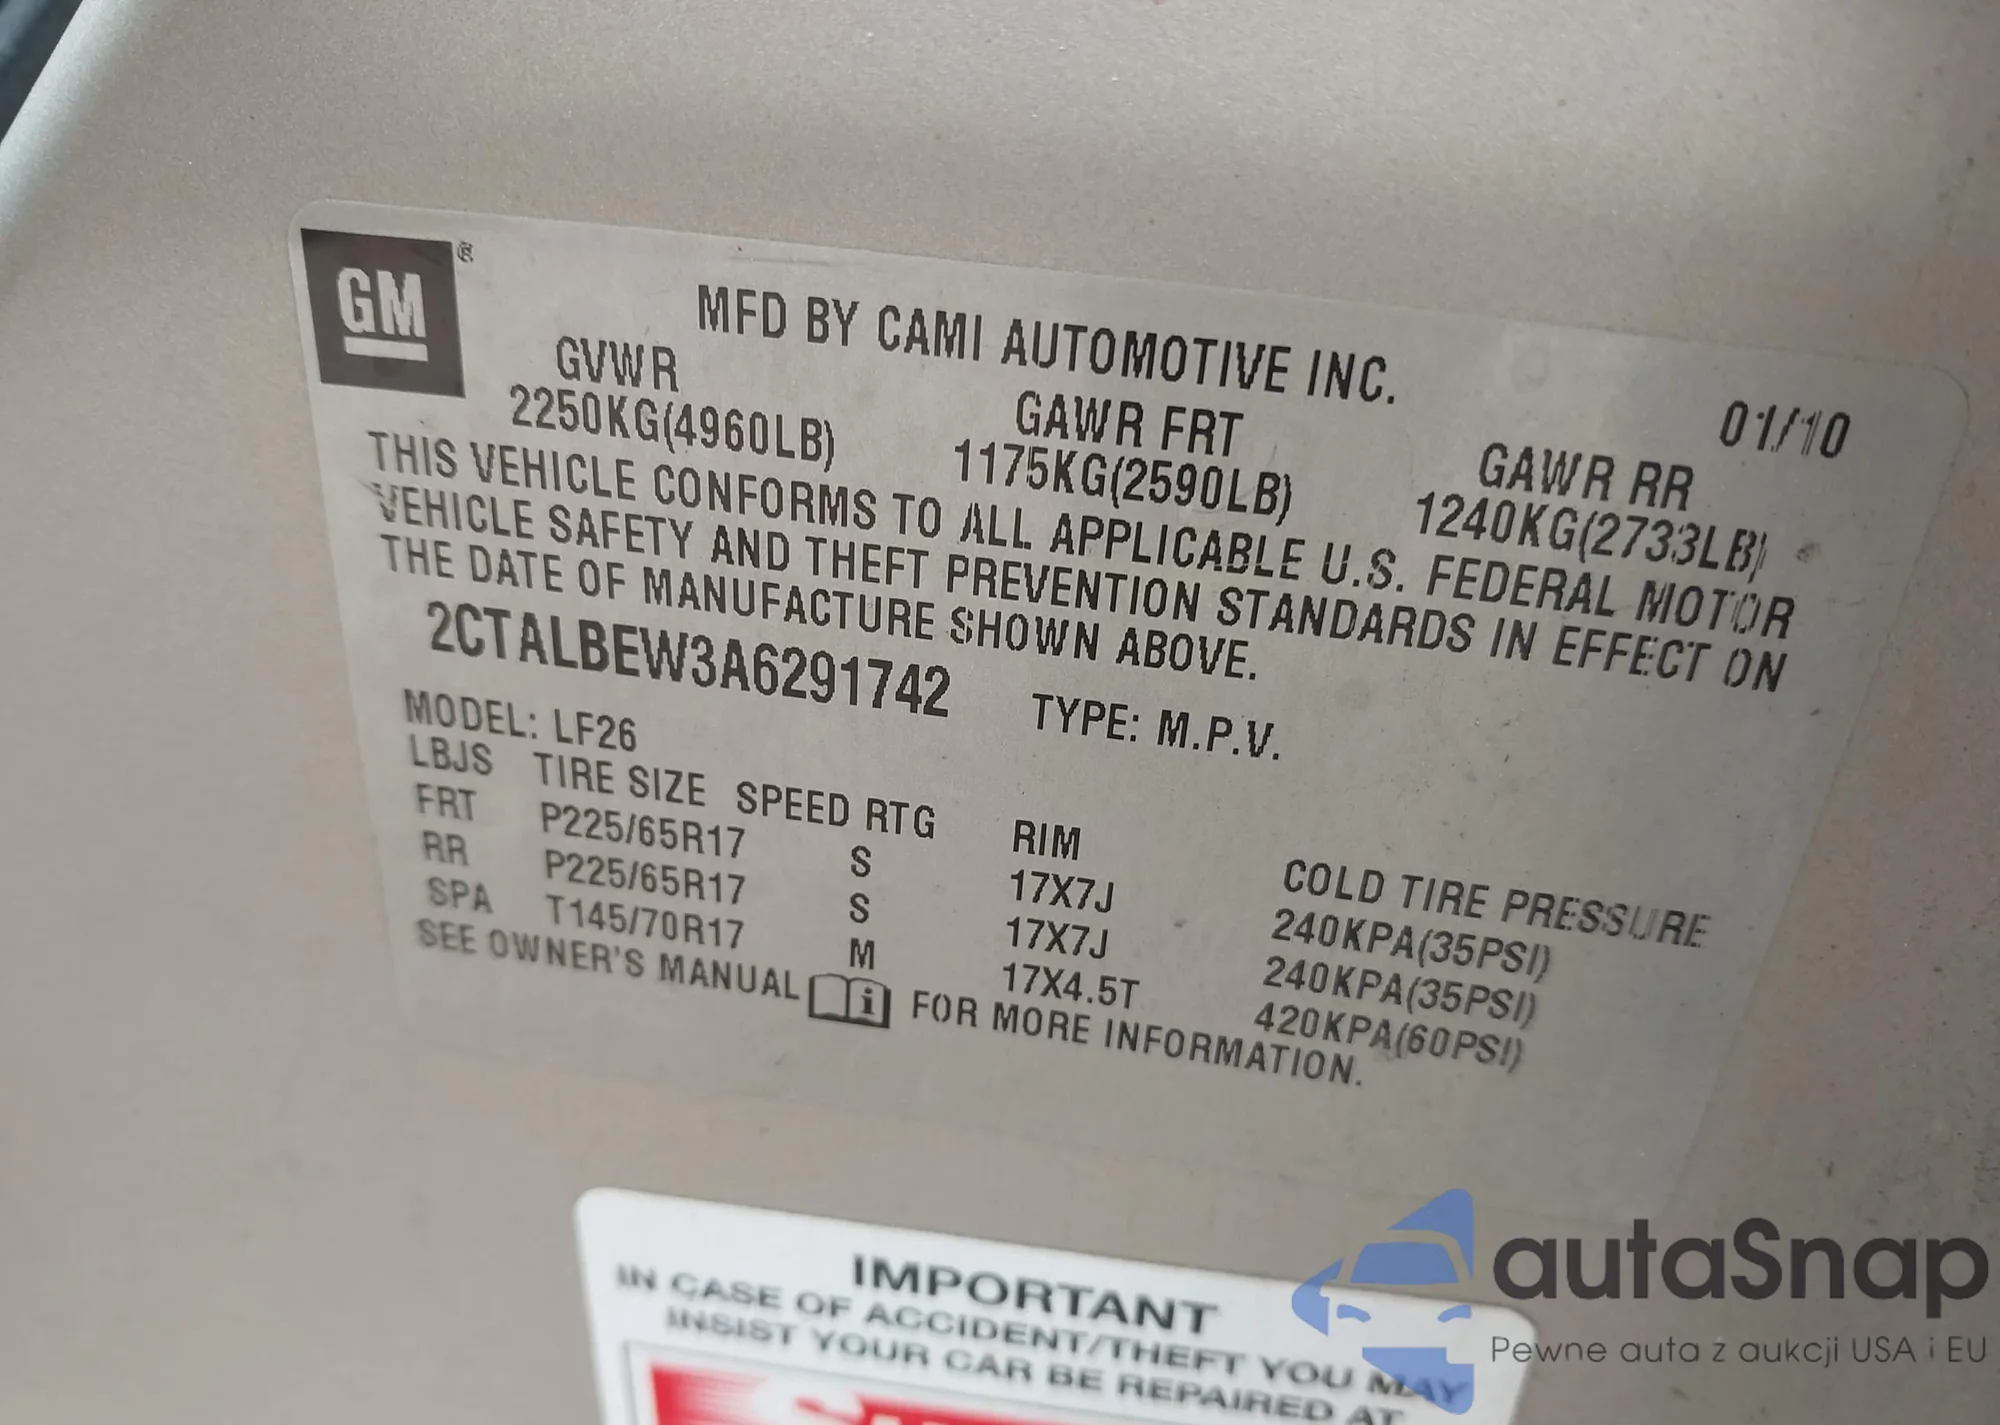 GM ®
MFD BY CAMI AUTOMOTIVE INC.
01/10
GVWR GAWR FRT GAWR RR
2250KG(4960LB) 1175KG(2590LB) 1240KG(2733LB)
THIS VEHICLE CONFORMS TO ALL APPLICABLE U.S. FEDERAL MOTOR
VEHICLE SAFETY AND THEFT PREVENTION STANDARDS IN EFFECT ON
THE DATE OF MANUFACTURE SHOWN ABOVE.
2CTALBEW3A6291742 TYPE: M.P.V.
MODEL: LF26
LBJS TIRE SIZE SPEED RTG RIM COLD TIRE PRESSURE
FRT P225/65R17 S 17X7J 240KPA(35PSI)
RR P225/65R17 S 17X7J 240KPA(35PSI)
SPA T145/70R17 M 17X4.5T 420KPA(60PSI)
SEE OWNER'S MANUAL i FOR MORE INFORMATION.
IMPORTANT
IN CASE OF ACCIDENT/THEFT YOU MAY
INSIST YOUR CAR BE REPAIRED AT
autaSnap
Pewne auta z aukcji USA i EU